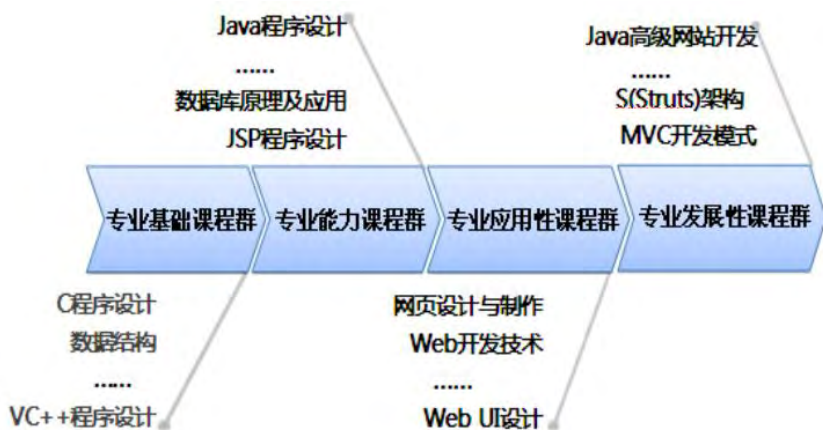 Java程序设计
……
数据库原理及应用
JSP程序设计
Java高级网站开发
……
S(Struts)架构
MVC开发模式
专业基础课程群
专业能力课程群
专业应用性课程群
专业发展性课程群
C程序设计
数据结构
……
VC++程序设计
网页设计与制作
Web开发技术
……
Web UI设计